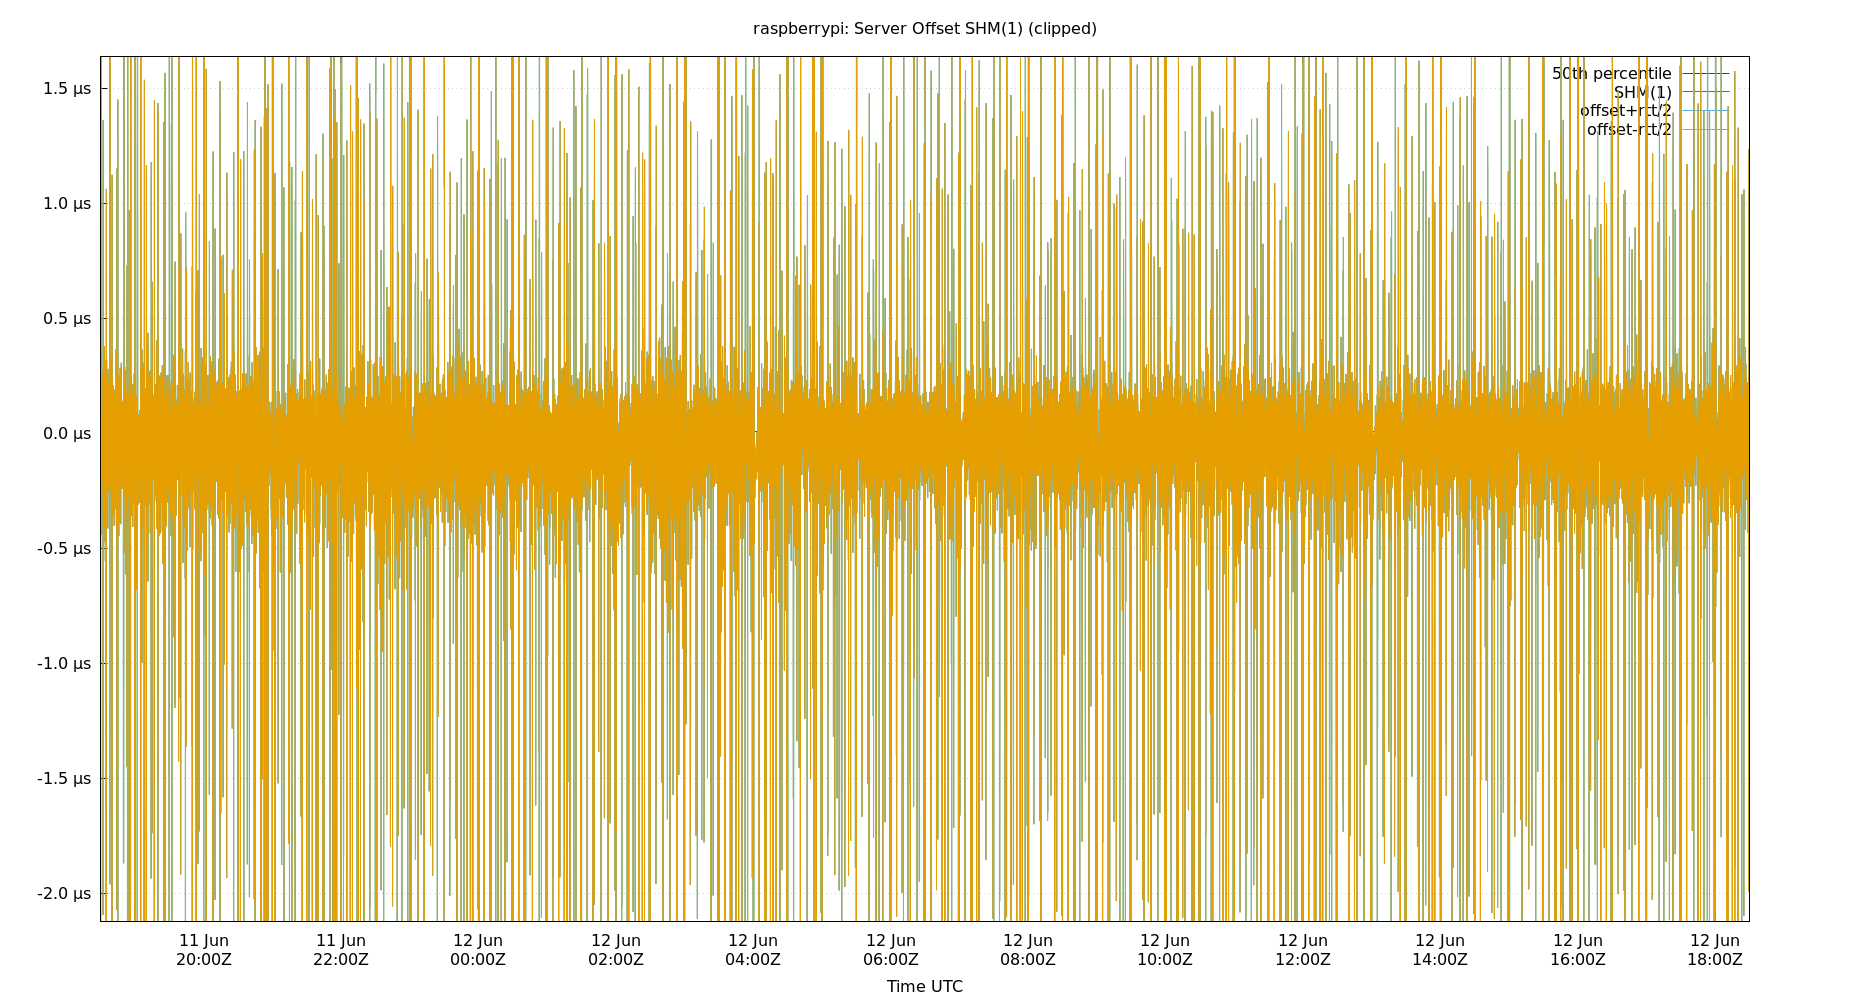 raspberrypi: Server Offset SHM(1) (clipped)
50th percentile
SHM(1)
offset+rtt/2
offset-rtt/2
1.5 µs
1.0 µs
0.5 µs
0.0 µs
-0.5 µs
-1.0 µs
-1.5 µs
-2.0 µs
11 Jun 11 Jun 12 Jun 12 Jun 12 Jun 12 Jun 12 Jun 12 Jun 12 Jun 12 Jun 12 Jun 12 Jun
20:00Z 22:00Z 00:00Z 02:00Z 04:00Z 06:00Z 08:00Z 10:00Z 12:00Z 14:00Z 16:00Z 18:00Z
Time UTC